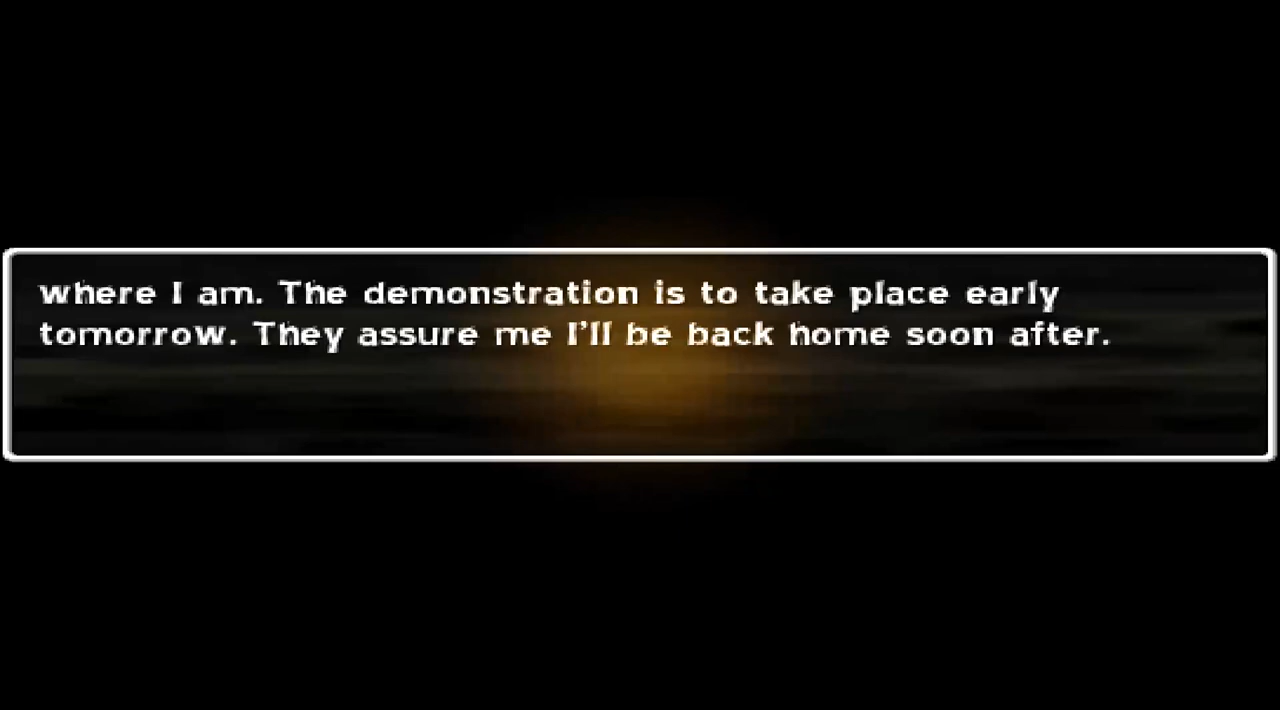 where I am. The demonstration is to take place early
tomorrow. They assure me I'll be back home soon after.